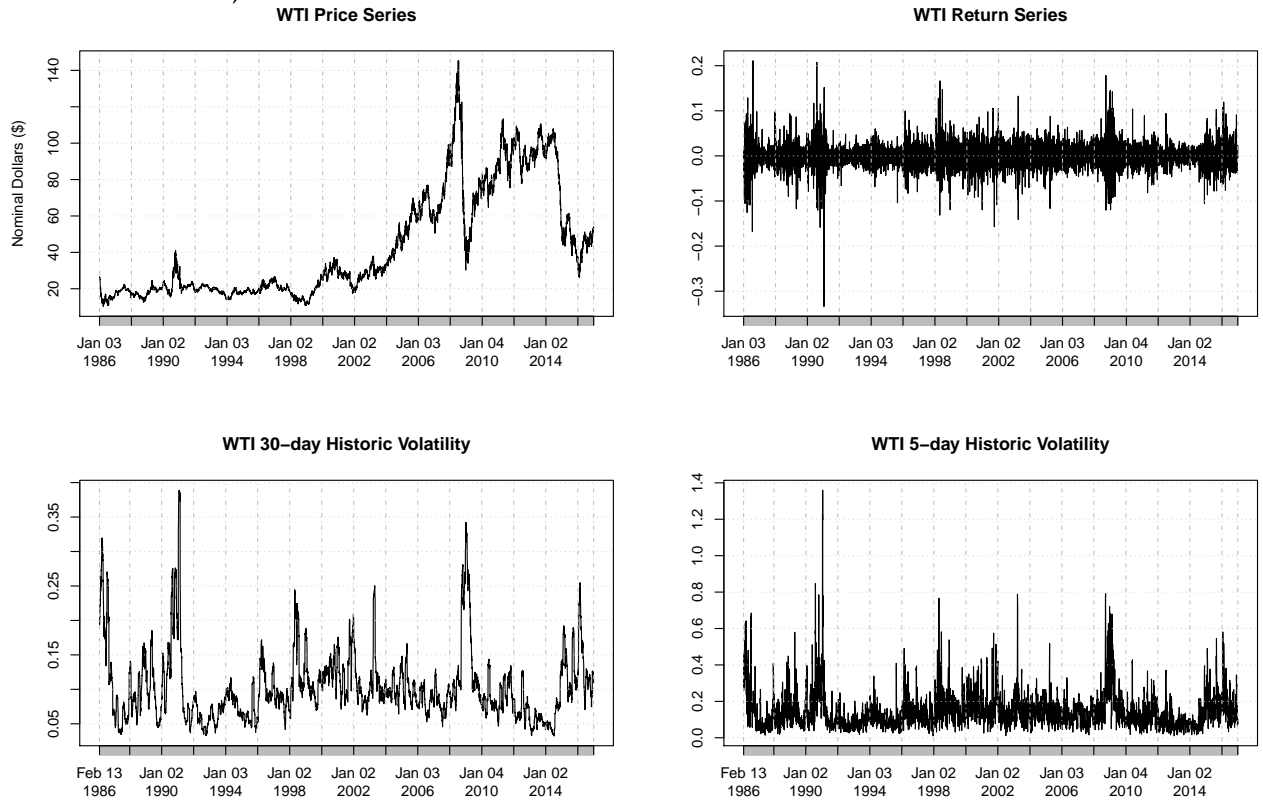 WTI Price Series
Nominal Dollars ($)
140
100
80
60
40
20
Jan 03 Jan 02 Jan 03 Jan 02 Jan 02 Jan 03 Jan 04 Jan 02
1986 1990 1994 1998 2002 2006 2010 2014
WTI Return Series
0.2
0.1
0.0
−0.1
−0.2
−0.3
Jan 03 Jan 02 Jan 03 Jan 02 Jan 02 Jan 03 Jan 04 Jan 02
1986 1990 1994 1998 2002 2006 2010 2014
WTI 30−day Historic Volatility
0.35
0.25
0.15
0.05
Feb 13 Jan 02 Jan 03 Jan 02 Jan 02 Jan 03 Jan 04 Jan 02
1986 1990 1994 1998 2002 2006 2010 2014
WTI 5−day Historic Volatility
1.4
1.2
1.0
0.8
0.6
0.4
0.2
0.0
Feb 13 Jan 02 Jan 03 Jan 02 Jan 02 Jan 03 Jan 04 Jan 02
1986 1990 1994 1998 2002 2006 2010 2014